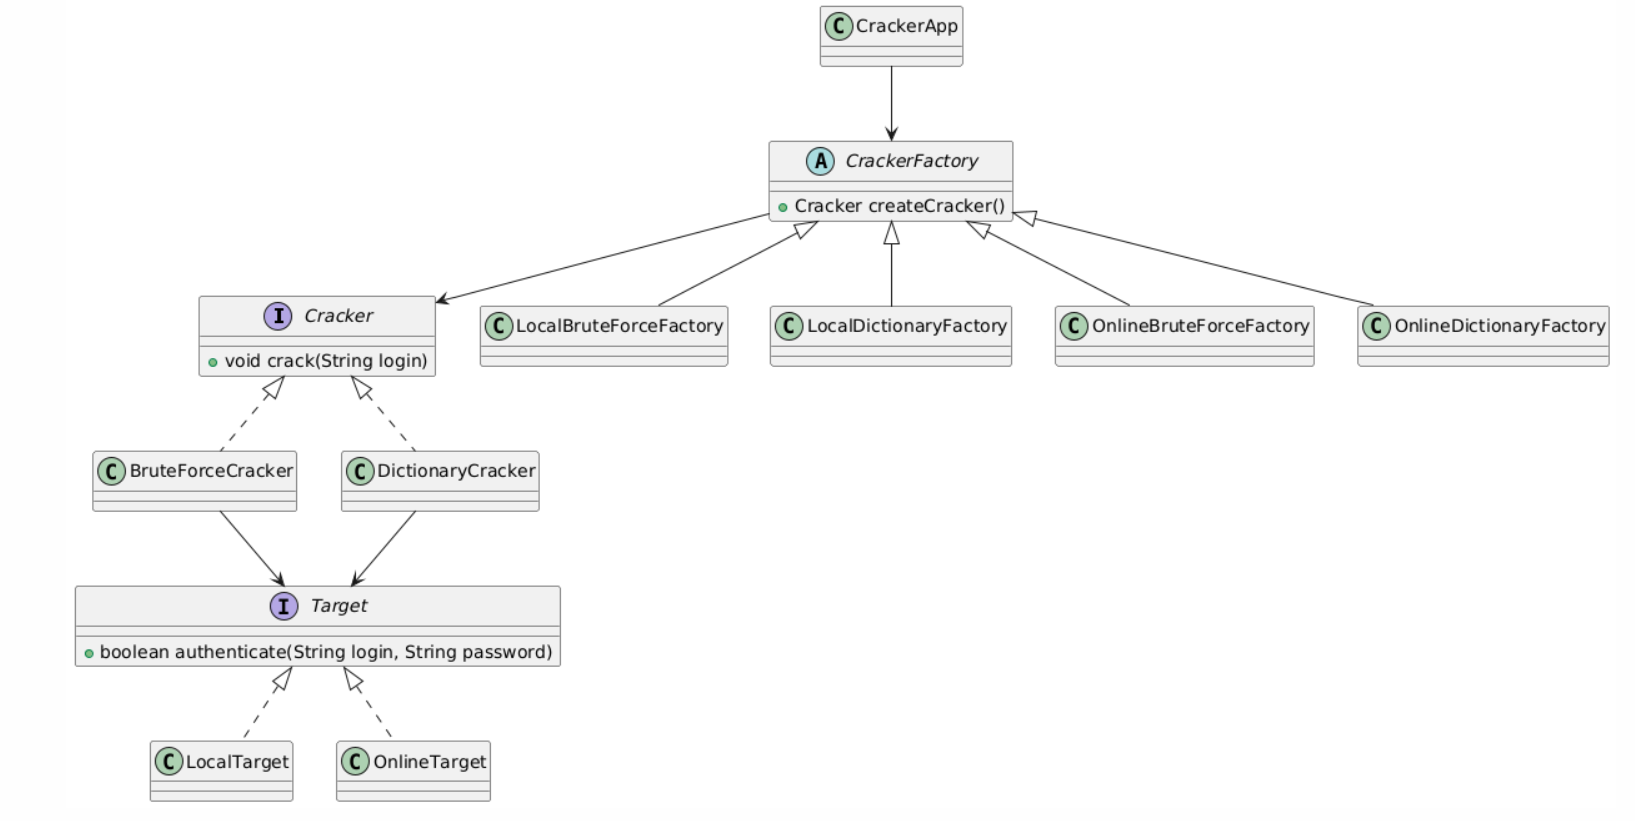 C CrackerApp
A CrackerFactory
Cracker createCracker()
I Cracker
void crack(String login)
C LocalBruteForceFactory
C LocalDictionaryFactory
C OnlineBruteForceFactory
C OnlineDictionaryFactory
C BruteForceCracker
C DictionaryCracker
I Target
boolean authenticate(String login, String password)
C LocalTarget
C OnlineTarget